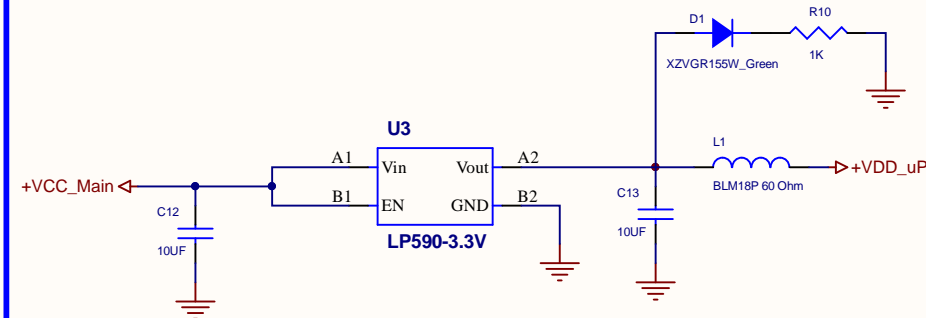 D1
R10
XZVGR155W_Green
1K
U3
L1
A1 Vin Vout A2
+VCC_Main
+VDD_uP
B1 EN GND B2
C13
BLM18P 60 Ohm
C12
10UF
LP590-3.3V
10UF